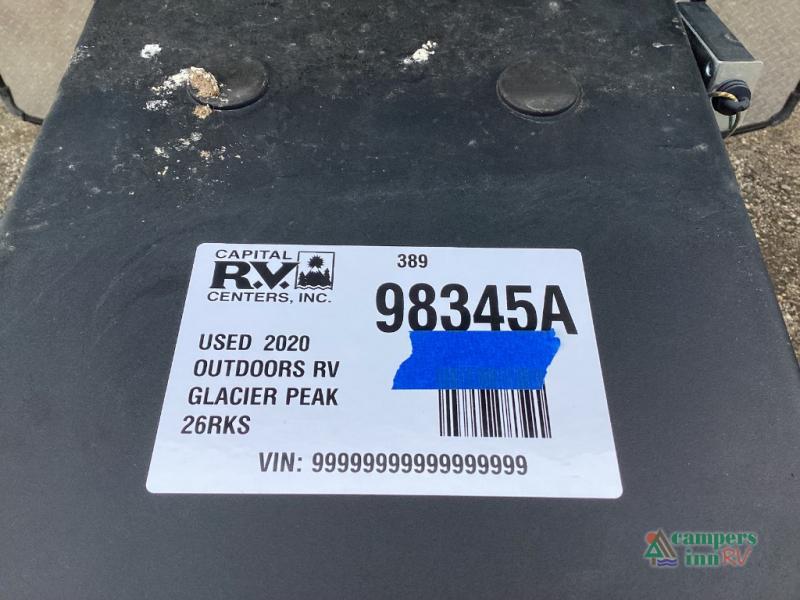 CAPITAL
R.V.
CENTERS, INC.
389
98345A
USED 2020
OUTDOORS RV
GLACIER PEAK
26RKS
VIN: 99999999999999999
campers
inn RV